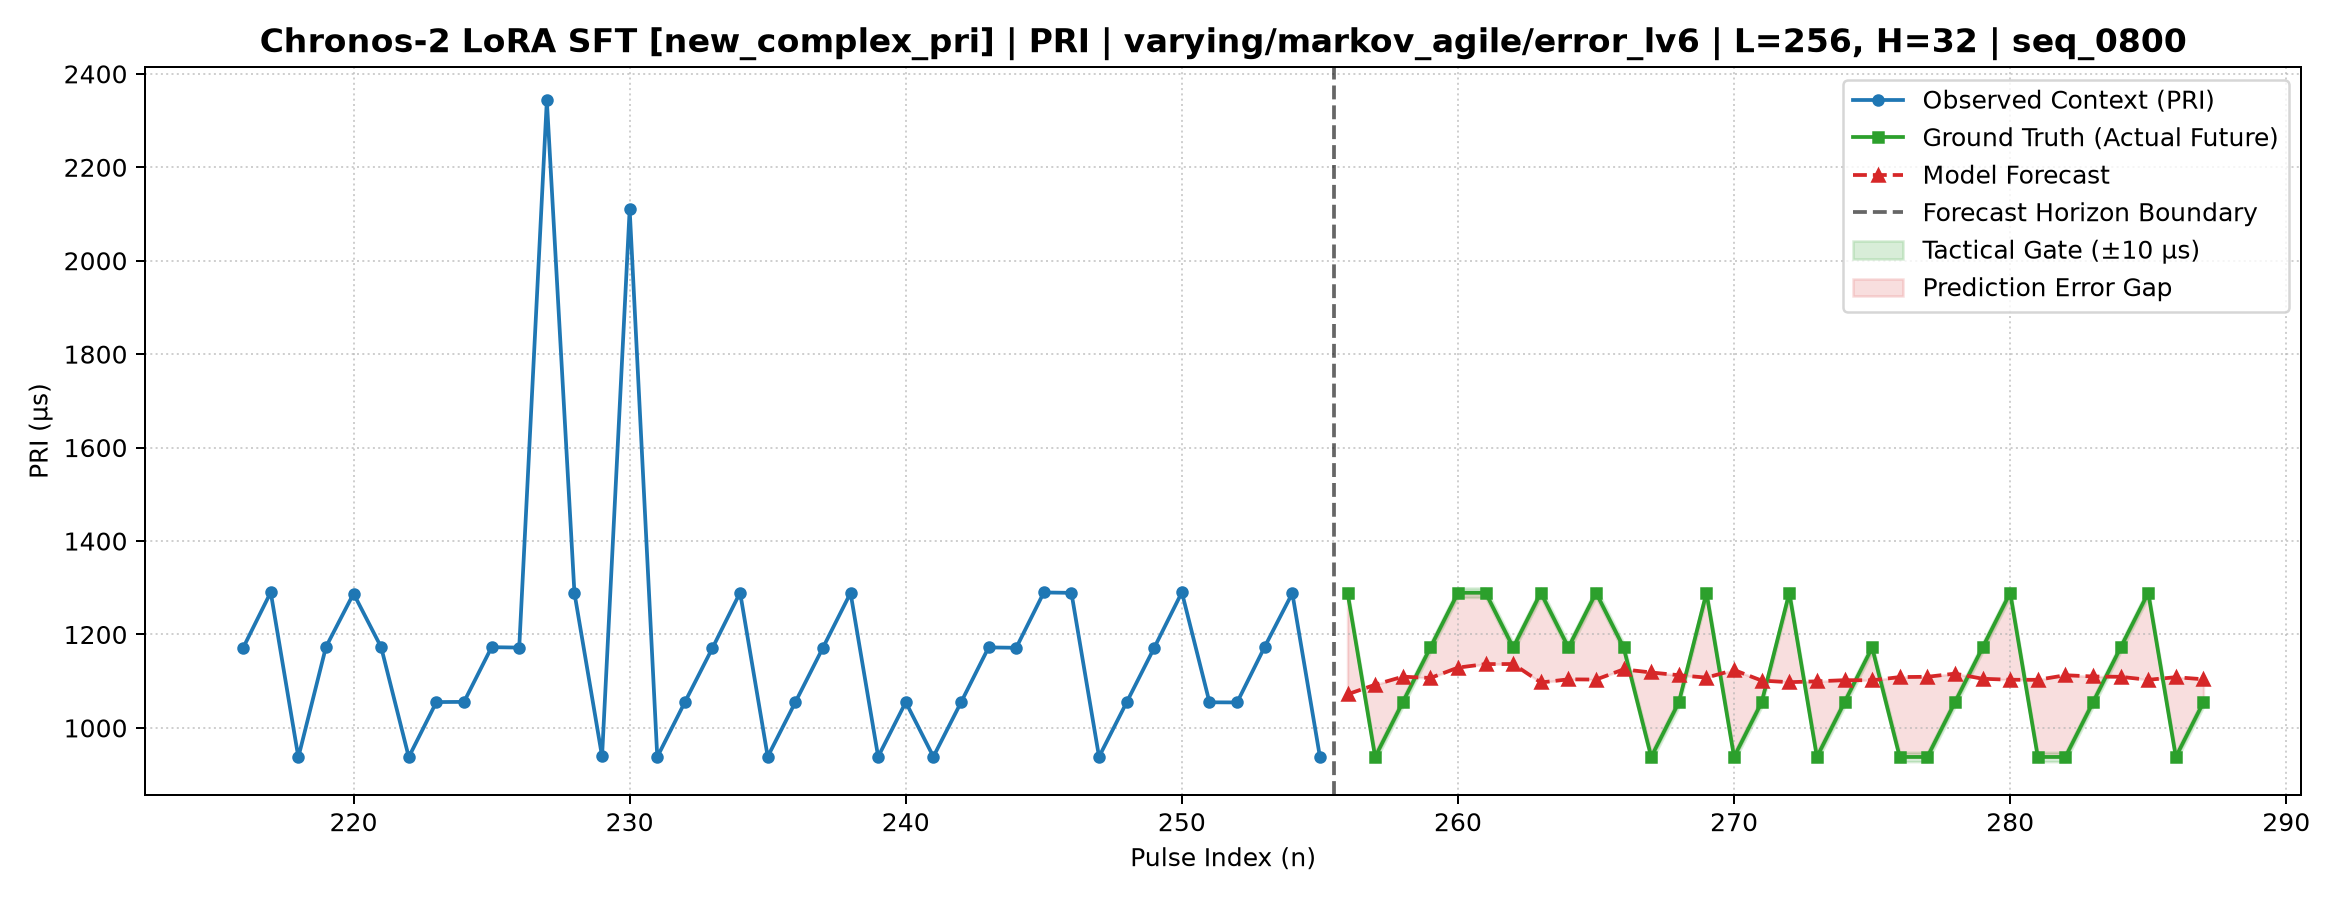 Chronos-2 LoRA SFT [new_complex_pri] | PRI | varying/markov_agile/error_lv6 | L=256, H=32 | seq_0800
2400
2200
2000
1800
1600
1400
1200
1000
PRI (µs)
Observed Context (PRI)
Ground Truth (Actual Future)
Model Forecast
Forecast Horizon Boundary
Tactical Gate (±10 µs)
Prediction Error Gap
220
230
240
250
260
270
280
290
Pulse Index (n)